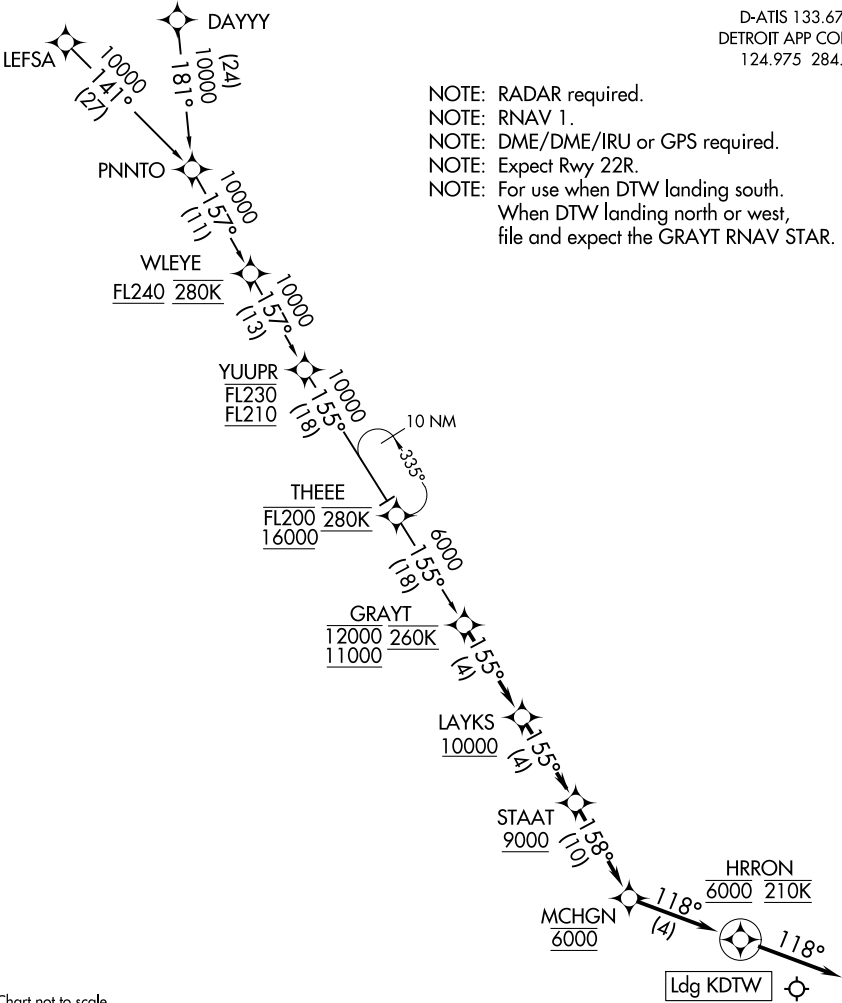 DAYYY
LEFSA
D-ATIS 133.67
DETROIT APP CO
124.975 284.
10000
141°
(27)
(24)
10000
181°
NOTE: RADAR required.
NOTE: RNAV 1.
NOTE: DME/DME/IRU or GPS required.
NOTE: Expect Rwy 22R.
NOTE: For use when DTW landing south.
When DTW landing north or west,
file and expect the GRAYT RNAV STAR.
PNNTO
10000
157°
(11)
WLEYE
FL240 280K
10000
157°
(13)
YUUPR
FL230
FL210
10000
155°
(18)
10 NM
335°
THEEE
FL200 280K
16000
6000
155°
(18)
GRAYT
12000 260K
11000
155°
(4)
LAYKS
10000
155°
(4)
STAAT
9000
158°
(10)
HRRON
6000 210K
MCHGN
6000
118°
(4)
118°
Ldg KDTW
Chart not to scale